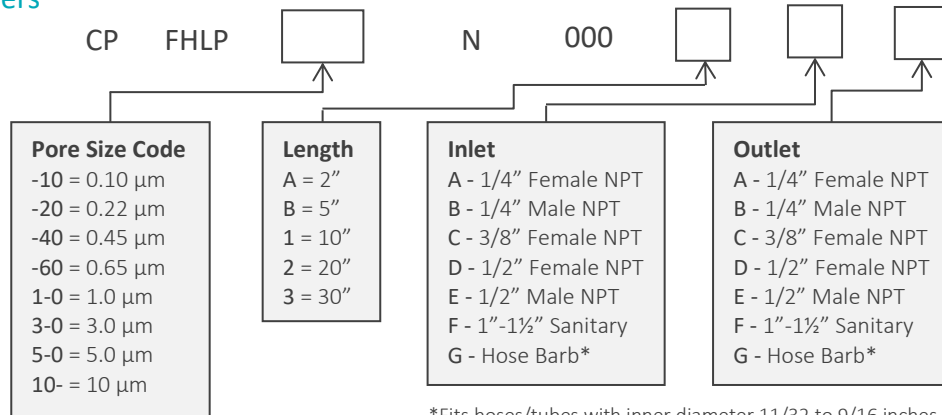 CP FHLP N 000
Pore Size Code
-10 = 0.10 µm
-20 = 0.22 µm
-40 = 0.45 µm
-60 = 0.65 µm
1-0 = 1.0 µm
3-0 = 3.0 µm
5-0 = 5.0 µm
10- = 10 µm
Length
A = 2”
B = 5”
1 = 10”
2 = 20”
3 = 30”
Inlet
A - 1/4” Female NPT
B - 1/4” Male NPT
C - 3/8” Female NPT
D - 1/2” Female NPT
E - 1/2” Male NPT
F - 1”-1½” Sanitary
G - Hose Barb*
Outlet
A - 1/4” Female NPT
B - 1/4” Male NPT
C - 3/8” Female NPT
D - 1/2” Female NPT
E - 1/2” Male NPT
F - 1”-1½” Sanitary
G - Hose Barb*
*Fits hoses/tubes with inner diameter 11/32 to 9/16 inches